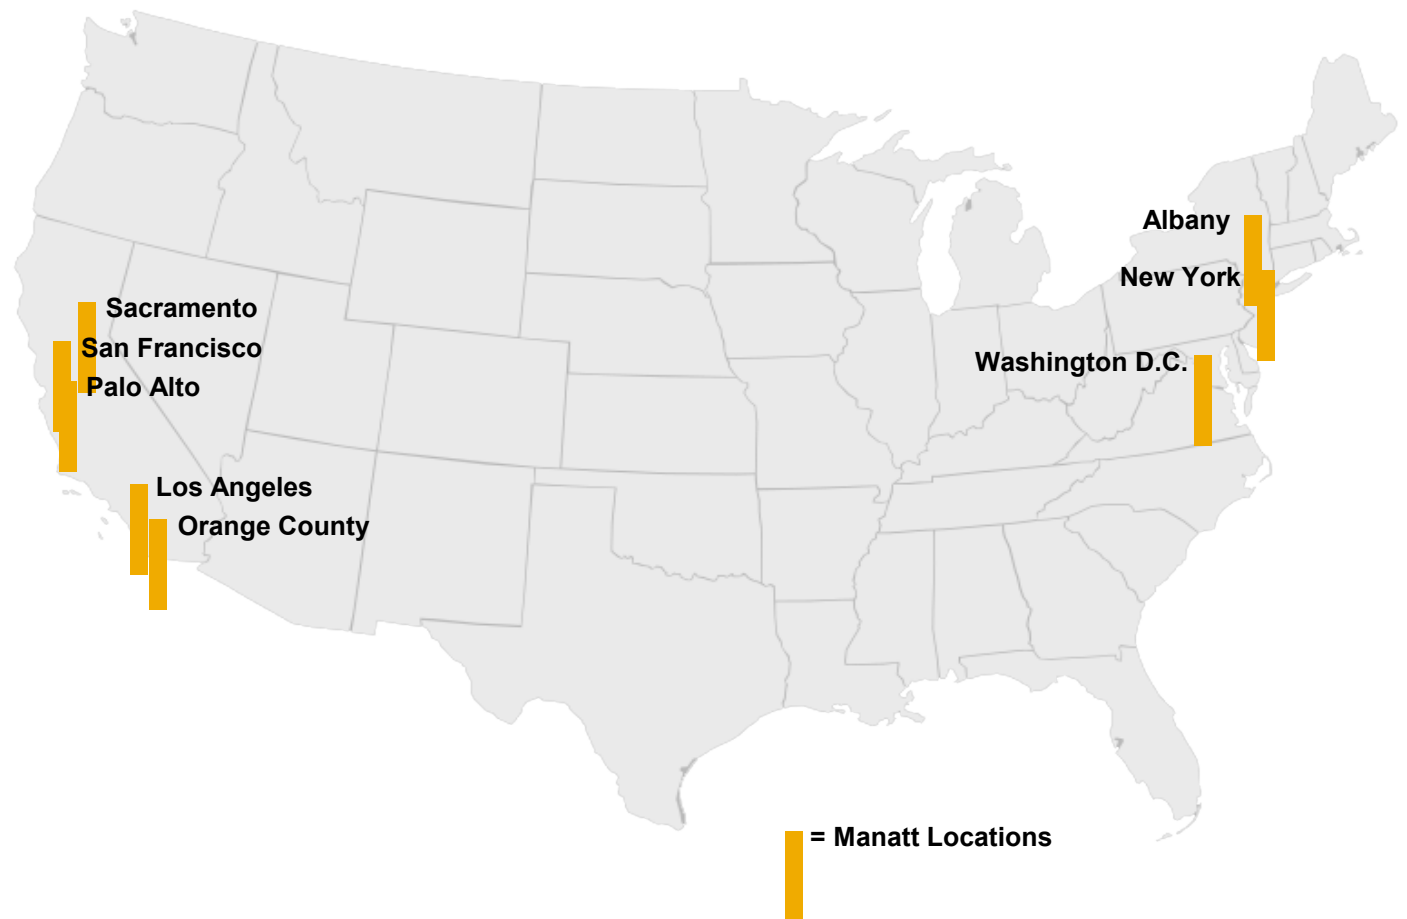 Albany
New York
Sacramento
San Francisco
Washington D.C.
Palo Alto
Los Angeles
Orange County
= Manatt Locations